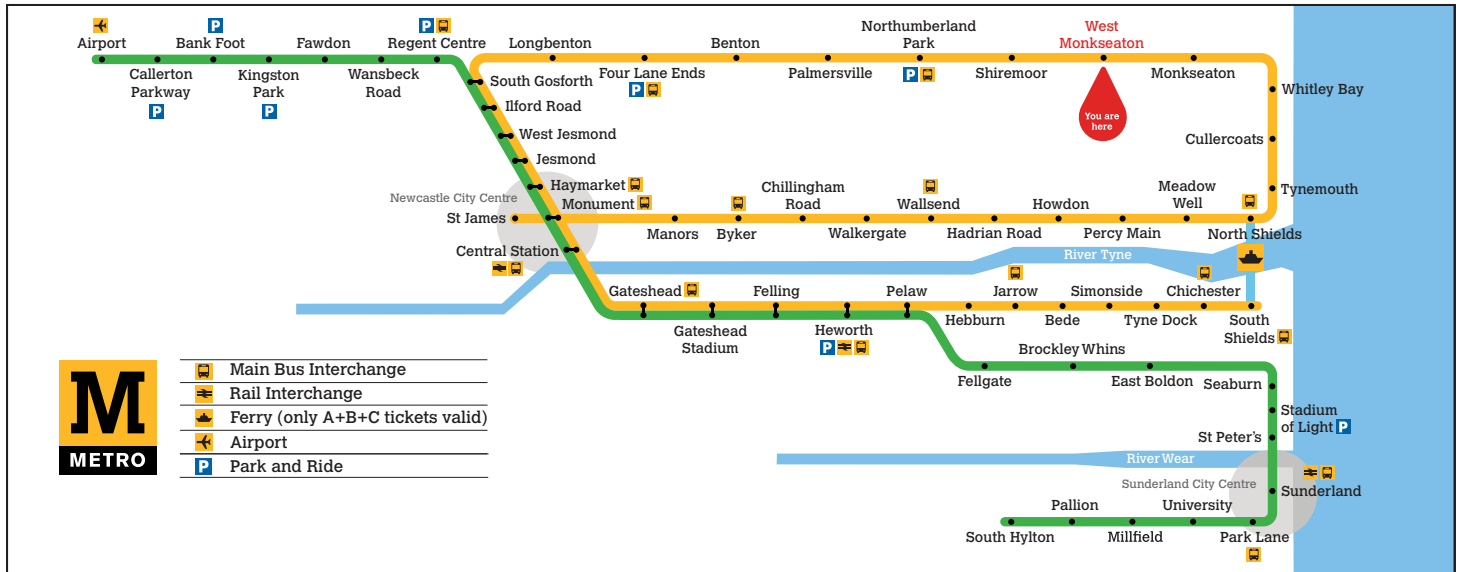 Airport
Callerton
Parkway
P
Bank Foot
P
Kingston
Park
P
Fawdon
Wansbeck
Road
Regent Centre
P
Longbenton
Four Lane Ends
P
Benton
Palmersville
Northumberland
Park
P
Shiremoor
West
Monkseaton
You are
here
Monkseaton
Whitley Bay
Cullercoats
Tynemouth
South Gosforth
Ilford Road
West Jesmond
Jesmond
Haymarket
Newcastle City Centre
Monument
St James
Central Station
Manors
Byker
Chillingham
Road
Walkergate
Wallsend
Hadrian Road
Howdon
Percy Main
Meadow
Well
North Shields
River Tyne
Gateshead
Gateshead
Stadium
Felling
Heworth
P
Pelaw
Hebburn
Jarrow
Bede
Simonside
Tyne Dock
Chichester
South
Shields
Fellgate
Brockley Whins
East Boldon
Seaburn
Stadium
of Light P
St Peter's
River Wear
Sunderland City Centre
Sunderland
Park Lane
University
Millfield
Pallion
South Hylton
M
METRO
Main Bus Interchange
Rail Interchange
Ferry (only A+B+C tickets valid)
Airport
P Park and Ride